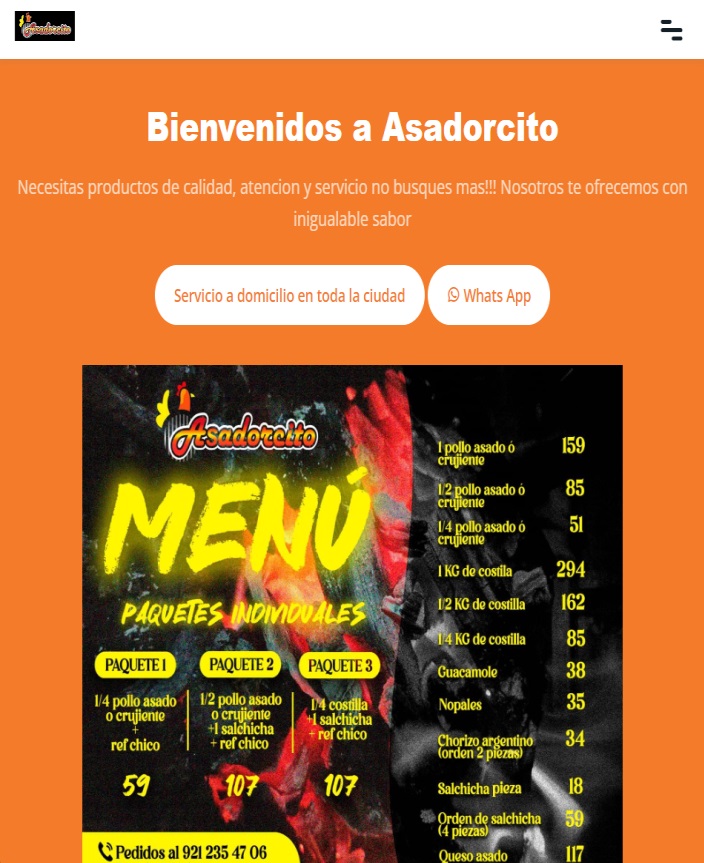 Asadorcito
Bienvenidos a Asadorcito
Necesitas productos de calidad, atencion y servicio no busques mas!!! Nosotros te ofrecemos con
inigualable sabor
Servicio a domicilio en toda la ciudad
Whats App
Asadorcito
MENÚ
PAQUETES INDIVIDUALES
PAQUETE 1
1/4 pollo asado
o crujiente
+
ref chico
59
PAQUETE 2
1/2 pollo asado
o crujiente
+1 salchicha
+ ref chico
107
PAQUETE 3
1/4 costilla
+1 salchicha
+ ref chico
107
Pedidos al 921 235 47 06
1 pollo asado ó
crujiente 159
1/2 pollo asado ó
crujiente 85
1/4 pollo asado ó
crujiente 51
1 KG de costilla 294
1/2 KG de costilla 162
1/4 KG de costilla 85
Guacamole 38
Nopales 35
Chorizo argentino
(orden 2 piezas) 34
Salchicha pieza 18
Orden de salchicha
(4 piezas) 59
Queso asado 117